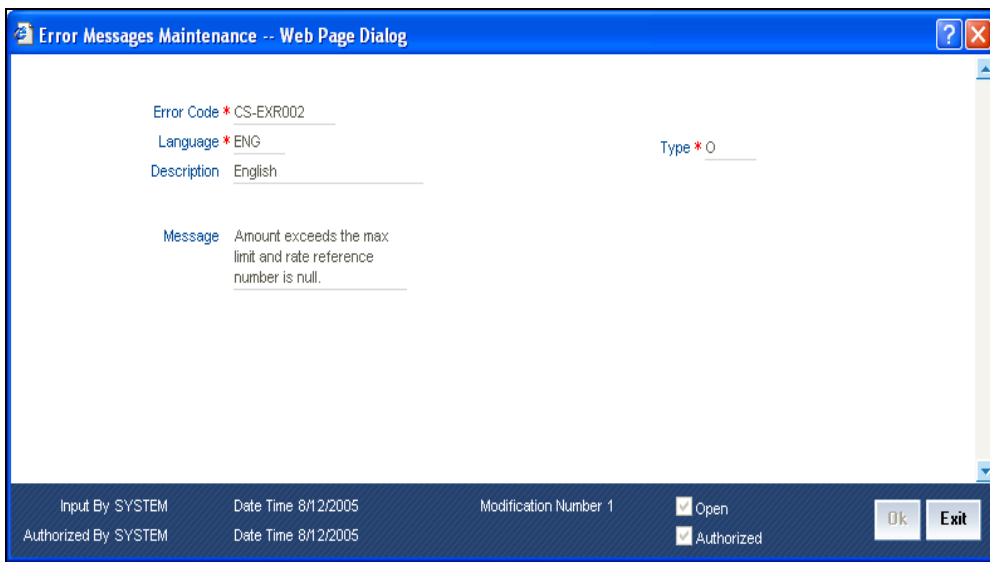 Error Messages Maintenance -- Web Page Dialog
?
Error Code * CS-EXR002
Language * ENG
Type * O
Description English
Message Amount exceeds the max
limit and rate reference
number is null.
Input By SYSTEM Date Time 8/12/2005 Modification Number 1 Open
Authorized By SYSTEM Date Time 8/12/2005 Authorized
Ok Exit